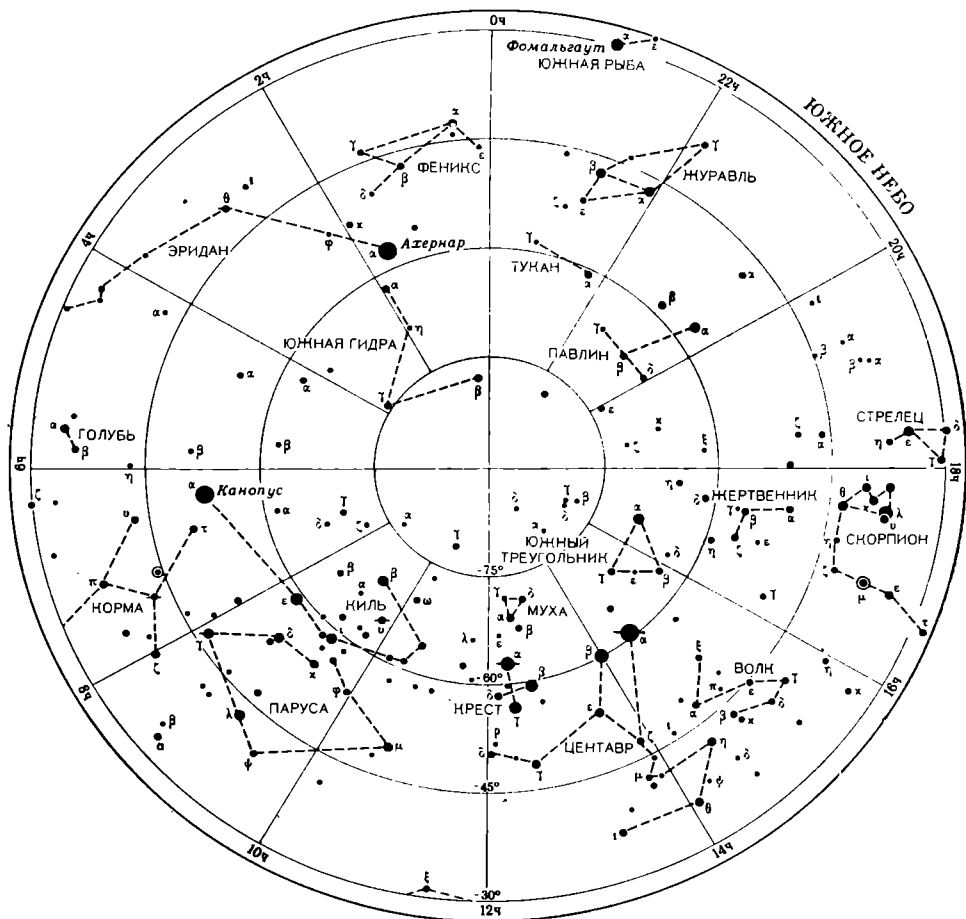 0ч
Фомальгаут α ε
ЮЖНАЯ РЫБА
2ч
22ч
ЮЖНОЕ НЕБО
α
γ ε
ФЕНИКС
β
δ
γ
β
ЖУРАВЛЬ
α
ζ ε
ι
θ
χ
φ
Ахернар
α
ЭРИДАН
4ч
20ч
γ
ТУКАН
α
α
ι
α
η
ЮЖНАЯ ГИДРА
γ
β
α
β
α
γ
ПАВЛИН
β
δ
β
α
β α
α
α
ε
α
ГОЛУБЬ
β
β
β
η
κ
ζ
ξ
ζ
α
СТРЕЛЕЦ
δ
η ε
γ
6ч
18ч
ζ
α
Канопус
υ
τ
α
γ
δ
ζ
α
γ
δ
γ
β
δ
η
δ
ЖЕРТВЕННИК
γ
β
α
η
ζ
ε
θ
ι
κ
λ
υ
СКОРПИОН
η
ζ
μ
ε
τ
α
ЮЖНЫЙ
ТРЕУГОЛЬНИК
γ ε β
δ
γ
-75°
π
χ
КОРМА
ζ
β
β
ε
КИЛЬ
ω
υ
ι
γ
δ
МУХА
α
β
λ
ε
γ
δ
κ
φ
α
β
δ
КРЕСТ
γ
-60°
β
α
ε
ВОЛК
π
ε
γ
α
β
κ
δ
η
κ
16ч
8ч
ПАРУСА
λ
ψ
μ
β
α
ρ
δ
γ
ЦЕНТАВР
ζ
ι
μ
η
δ
ψ
θ
ι
-45°
10ч
14ч
ξ
-30°
12ч